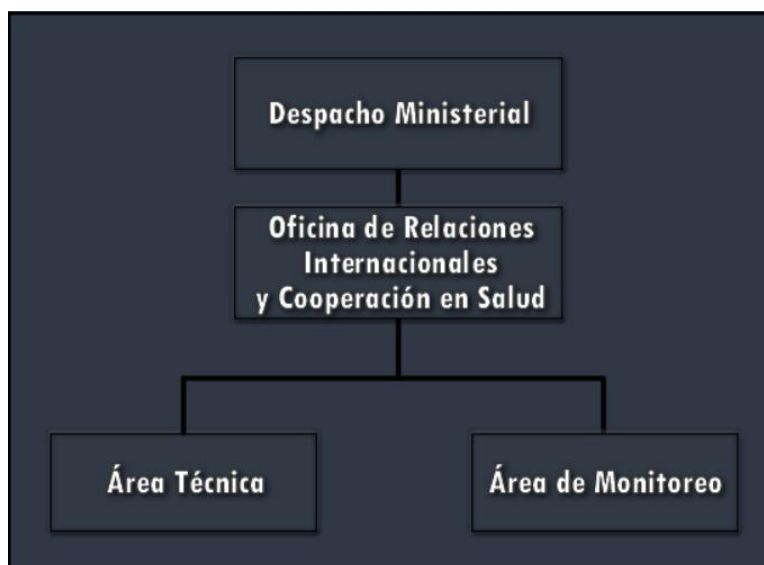 Despacho Ministerial
Oficina de Relaciones
Internacionales
y Cooperación en Salud
Área Técnica
Área de Monitoreo